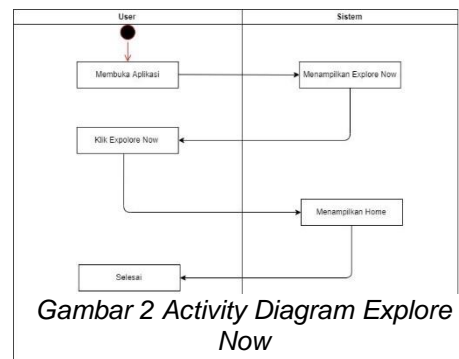 User Sistem
Membuka Aplikasi
Menampilkan Explore Now
Klik Expolore Now
Menampilkan Home
Selesai
Gambar 2 Activity Diagram Explore
Now